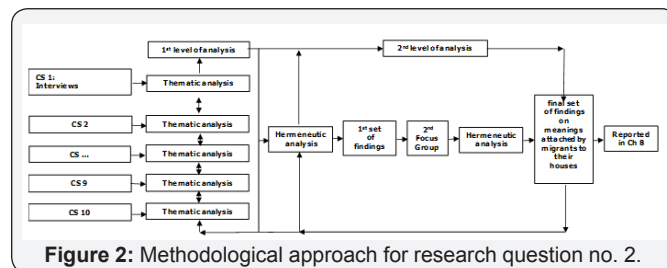 1st level of analysis
2nd level of analysis
CS 1:
Interviews
Thematic analysis
CS 2
Thematic analysis
CS ...
Thematic analysis
CS 9
Thematic analysis
CS 10
Thematic analysis
Hermeneutic
analysis
1st set
of
findings
2nd
Focus
Group
Hermeneutic
analysis
final set
of findings
on
meanings
attached by
migrants to
their
houses
Reported
in Ch 8
Figure 2: Methodological approach for research question no. 2.